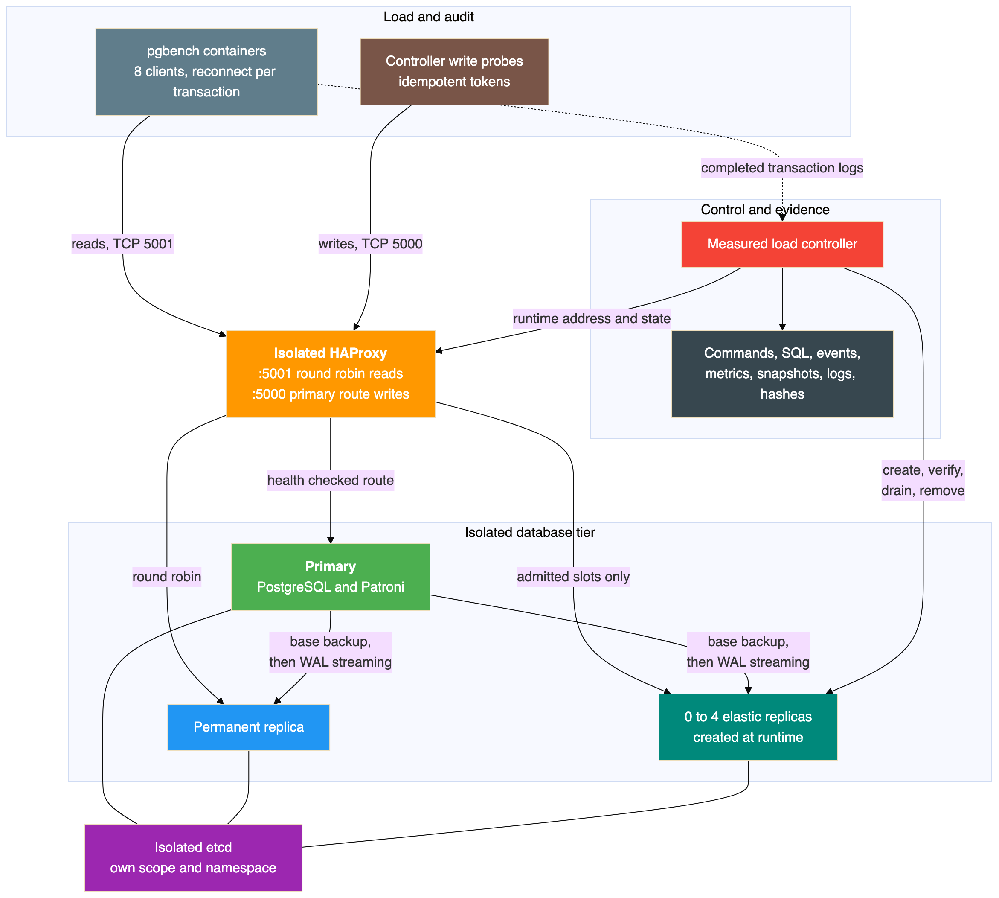 Load and audit
pgbench containers
8 clients, reconnect per
transaction
Controller write probes
idempotent tokens
completed transaction logs
Control and evidence
reads, TCP 5001
writes, TCP 5000
Measured load controller
runtime address and state
Isolated HAProxy
:5001 round robin reads
:5000 primary route writes
Commands, SQL, events,
metrics, snapshots, logs,
hashes
health checked route
create, verify,
drain, remove
Isolated database tier
Primary
PostgreSQL and Patroni
round robin
admitted slots only
base backup,
then WAL streaming
base backup,
then WAL streaming
Permanent replica
0 to 4 elastic replicas
created at runtime
Isolated etcd
own scope and namespace